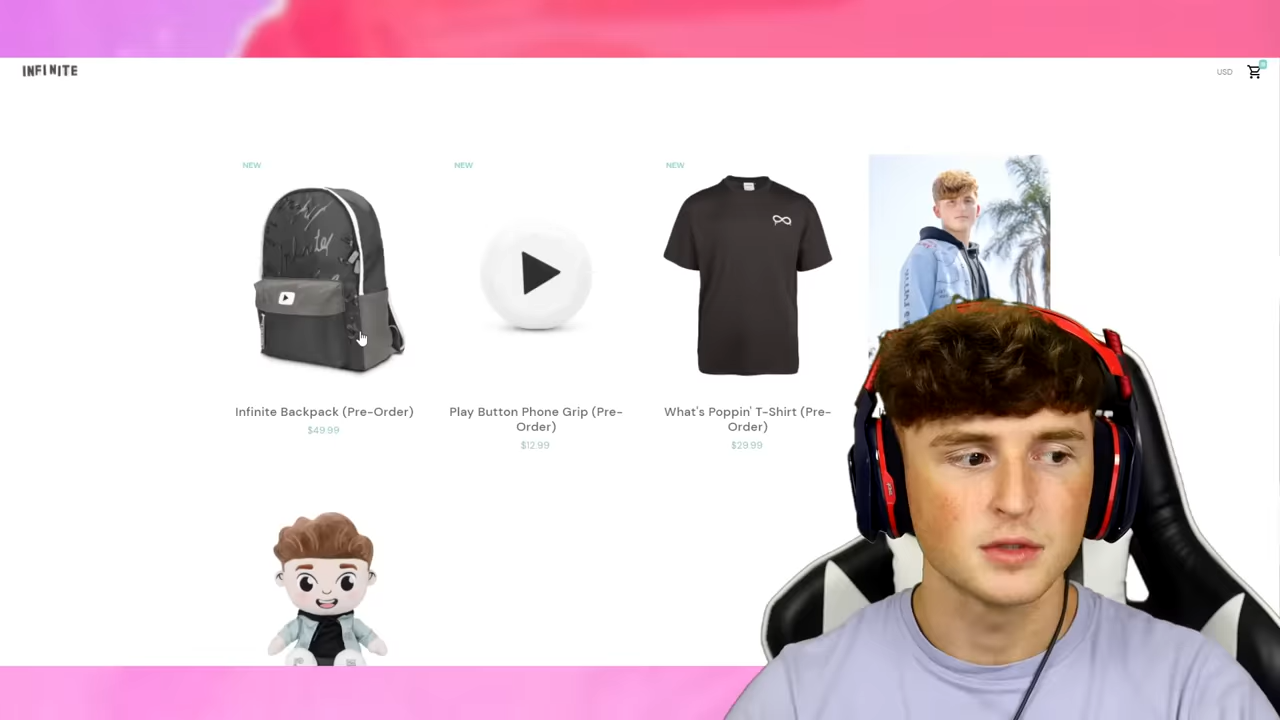 INFINITE
USD
NEW
NEW
NEW
Infinite Backpack (Pre-Order)
$49.99
Play Button Phone Grip (Pre-
Order)
$12.99
What's Poppin' T-Shirt (Pre-
Order)
$29.99